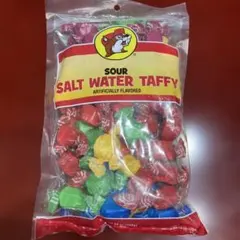 SOUR
SALT WATER TAFFY
ARTIFICIALLY FLAVORED